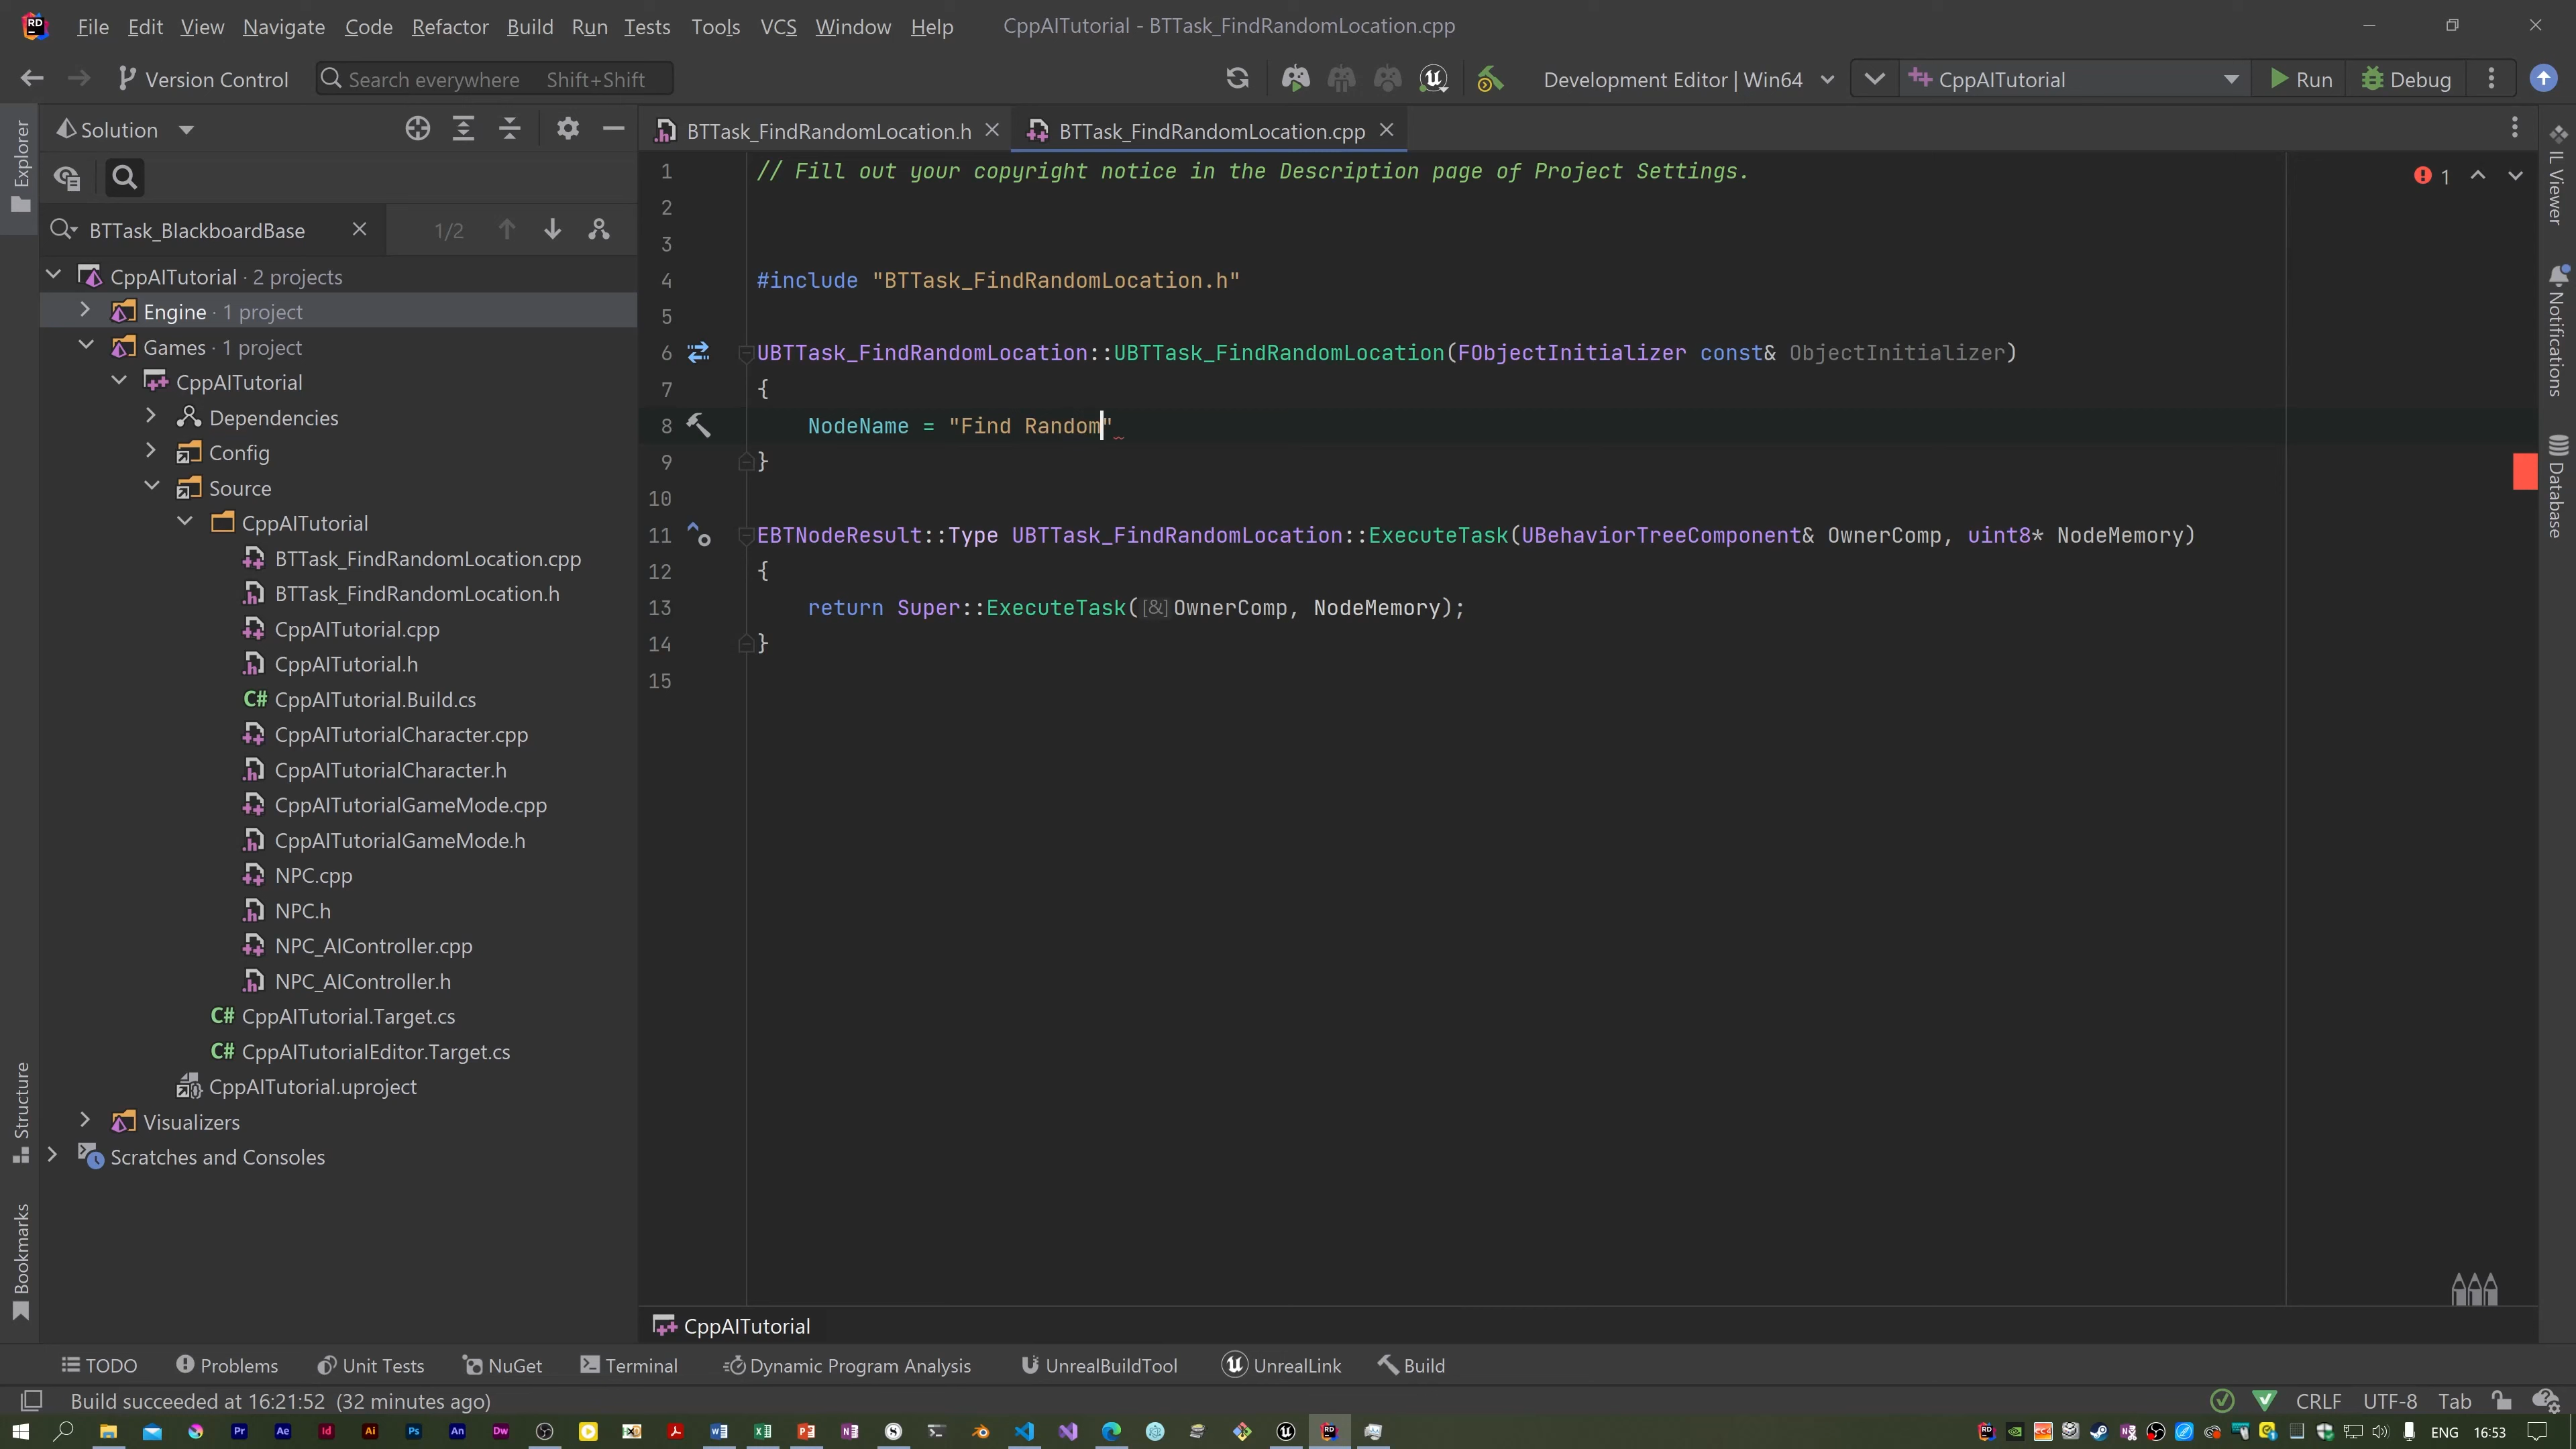 File Edit View Navigate Code Refactor Build Run Tests Tools VCS Window Help CppAITutorial - BTTask_FindRandomLocation.cpp
Version Control Search everywhere Shift+Shift Development Editor | Win64 CppAITutorial Run Debug
Explorer
Solution
BTTask_BlackboardBase 1/2
CppAITutorial · 2 projects
Engine · 1 project
Games · 1 project
CppAITutorial
Dependencies
Config
Source
CppAITutorial
BTTask_FindRandomLocation.cpp
BTTask_FindRandomLocation.h
CppAITutorial.cpp
CppAITutorial.h
C# CppAITutorial.Build.cs
CppAITutorialCharacter.cpp
CppAITutorialCharacter.h
CppAITutorialGameMode.cpp
CppAITutorialGameMode.h
NPC.cpp
NPC.h
NPC_AIController.cpp
NPC_AIController.h
C# CppAITutorial.Target.cs
C# CppAITutorialEditor.Target.cs
CppAITutorial.uproject
Visualizers
Scratches and Consoles
Structure
Bookmarks
BTTask_FindRandomLocation.h BTTask_FindRandomLocation.cpp
1 // Fill out your copyright notice in the Description page of Project Settings.
2
3
4 #include "BTTask_FindRandomLocation.h"
5
6 UBTTask_FindRandomLocation::UBTTask_FindRandomLocation(FObjectInitializer const& ObjectInitializer)
7 {
8 NodeName = "Find Random"
9 }
10
11 EBTNodeResult::Type UBTTask_FindRandomLocation::ExecuteTask(UBehaviorTreeComponent& OwnerComp, uint8* NodeMemory)
12 {
13 return Super::ExecuteTask([&]OwnerComp, NodeMemory);
14 }
15
1
IL Viewer
Notifications
Database
CppAITutorial
TODO Problems Unit Tests NuGet Terminal Dynamic Program Analysis UnrealBuildTool UnrealLink Build
Build succeeded at 16:21:52 (32 minutes ago) CRLF UTF-8 Tab
Pr Ae Id Ai Ps An Dw ENG 16:53